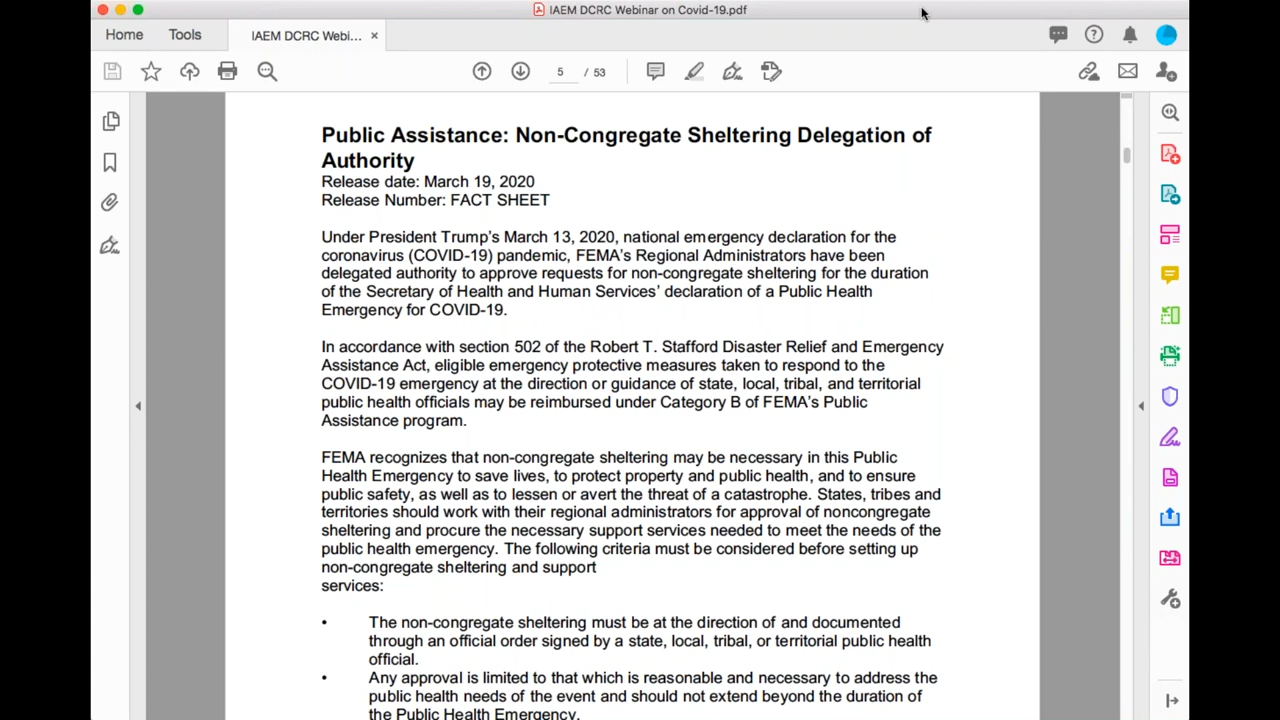 IAEM DCRC Webinar on Covid-19.pdf
Home
Tools
IAEM DCRC Webi...
5 / 53
Public Assistance: Non-Congregate Sheltering Delegation of
Authority
Release date: March 19, 2020
Release Number: FACT SHEET
Under President Trump's March 13, 2020, national emergency declaration for the
coronavirus (COVID-19) pandemic, FEMA's Regional Administrators have been
delegated authority to approve requests for non-congregate sheltering for the duration
of the Secretary of Health and Human Services' declaration of a Public Health
Emergency for COVID-19.
In accordance with section 502 of the Robert T. Stafford Disaster Relief and Emergency
Assistance Act, eligible emergency protective measures taken to respond to the
COVID-19 emergency at the direction or guidance of state, local, tribal, and territorial
public health officials may be reimbursed under Category B of FEMA's Public
Assistance program.
FEMA recognizes that non-congregate sheltering may be necessary in this Public
Health Emergency to save lives, to protect property and public health, and to ensure
public safety, as well as to lessen or avert the threat of a catastrophe. States, tribes and
territories should work with their regional administrators for approval of noncongregate
sheltering and procure the necessary support services needed to meet the needs of the
public health emergency. The following criteria must be considered before setting up
non-congregate sheltering and support
services:
• The non-congregate sheltering must be at the direction of and documented
through an official order signed by a state, local, tribal, or territorial public health
official.
• Any approval is limited to that which is reasonable and necessary to address the
public health needs of the event and should not extend beyond the duration of
the Public Health Emergency.